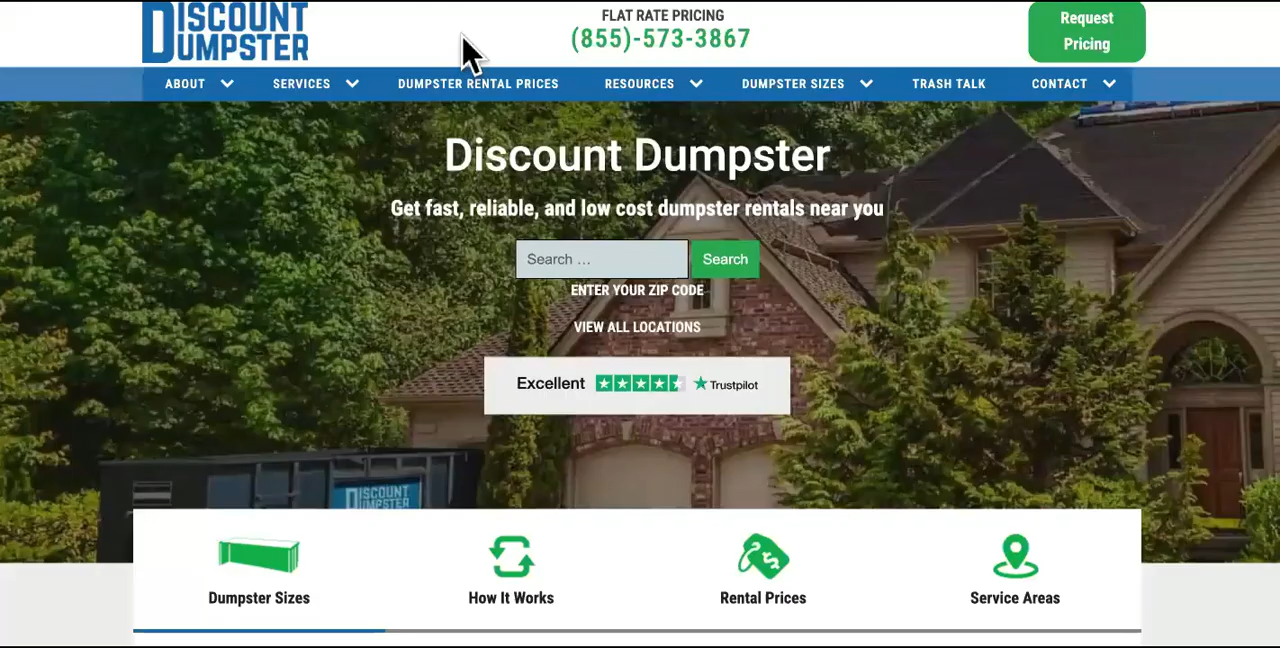 DISCOUNT
DUMPSTER
FLAT RATE PRICING
(855)-573-3867
Request
Pricing
ABOUT SERVICES DUMPSTER RENTAL PRICES RESOURCES DUMPSTER SIZES TRASH TALK CONTACT
Discount Dumpster
Get fast, reliable, and low cost dumpster rentals near you
Search ... Search
ENTER YOUR ZIP CODE
VIEW ALL LOCATIONS
Excellent Trustpilot
DISCOUNT
DUMPSTER
Dumpster Sizes How It Works Rental Prices Service Areas